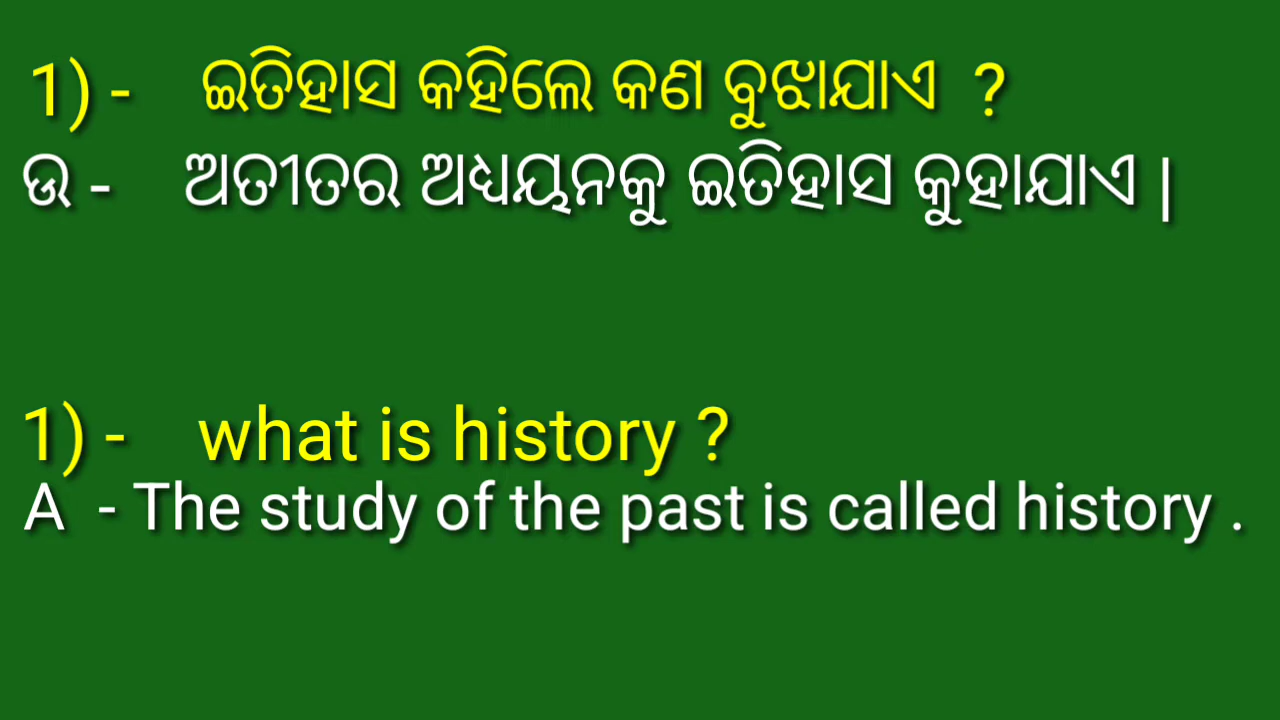 1) - ଇତିହାସ କହିଲେ କଣ ବୁଝାଯାଏ ?
ଉ - ଅତୀତର ଅଧ୍ୟୟନକୁ ଇତିହାସ କୁହାଯାଏ |
1) - what is history ?
A - The study of the past is called history .